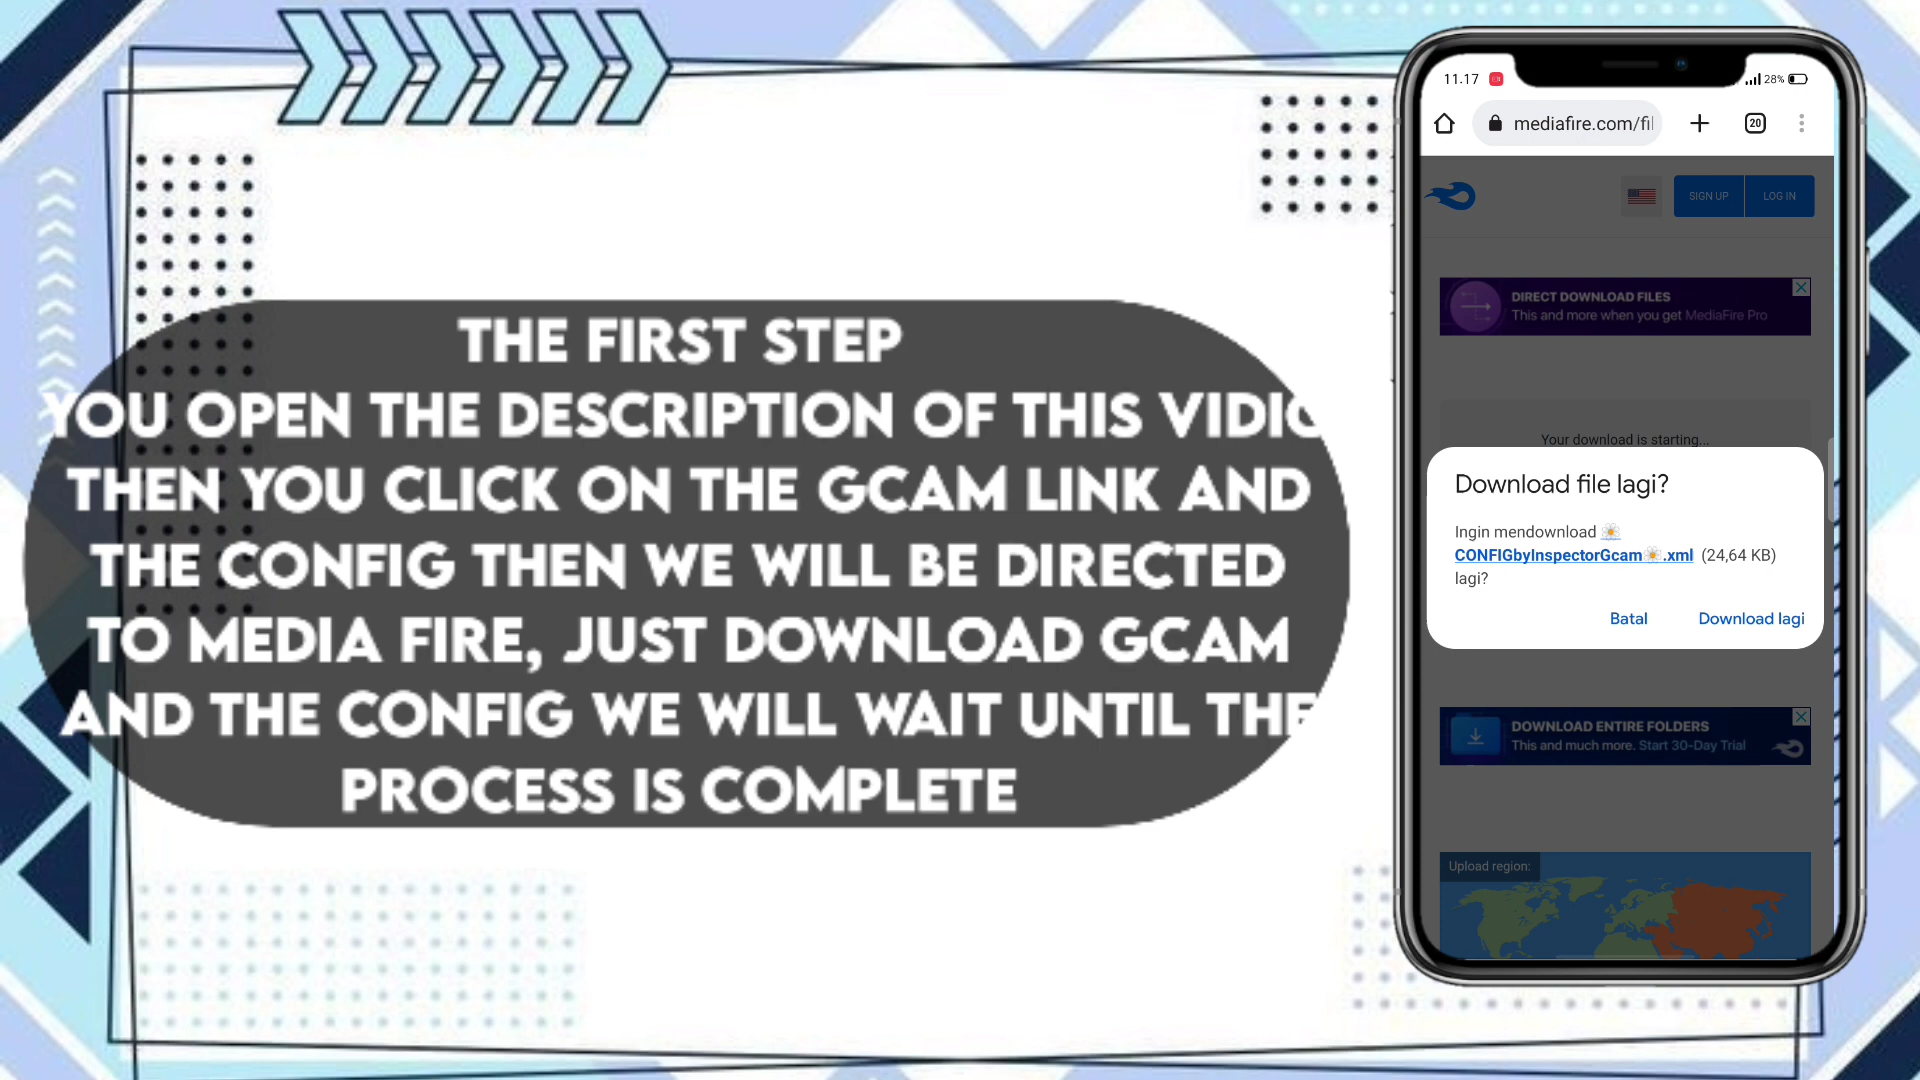 THE FIRST STEP
YOU OPEN THE DESCRIPTION OF THIS VIDIO
THEN YOU CLICK ON THE GCAM LINK AND
THE CONFIG THEN WE WILL BE DIRECTED
TO MEDIA FIRE, JUST DOWNLOAD GCAM
AND THE CONFIG WE WILL WAIT UNTIL THE
PROCESS IS COMPLETE
11.17
28%
mediafire.com/fil
20
SIGN UP
LOG IN
DIRECT DOWNLOAD FILES
This and more when you get MediaFire Pro
Your download is starting...
Download file lagi?
Ingin mendownload 🌼
CONFIGbyInspectorGcam🌼.xml (24,64 KB)
lagi?
Batal
Download lagi
DOWNLOAD ENTIRE FOLDERS
This and much more. Start 30-Day Trial
Upload region: